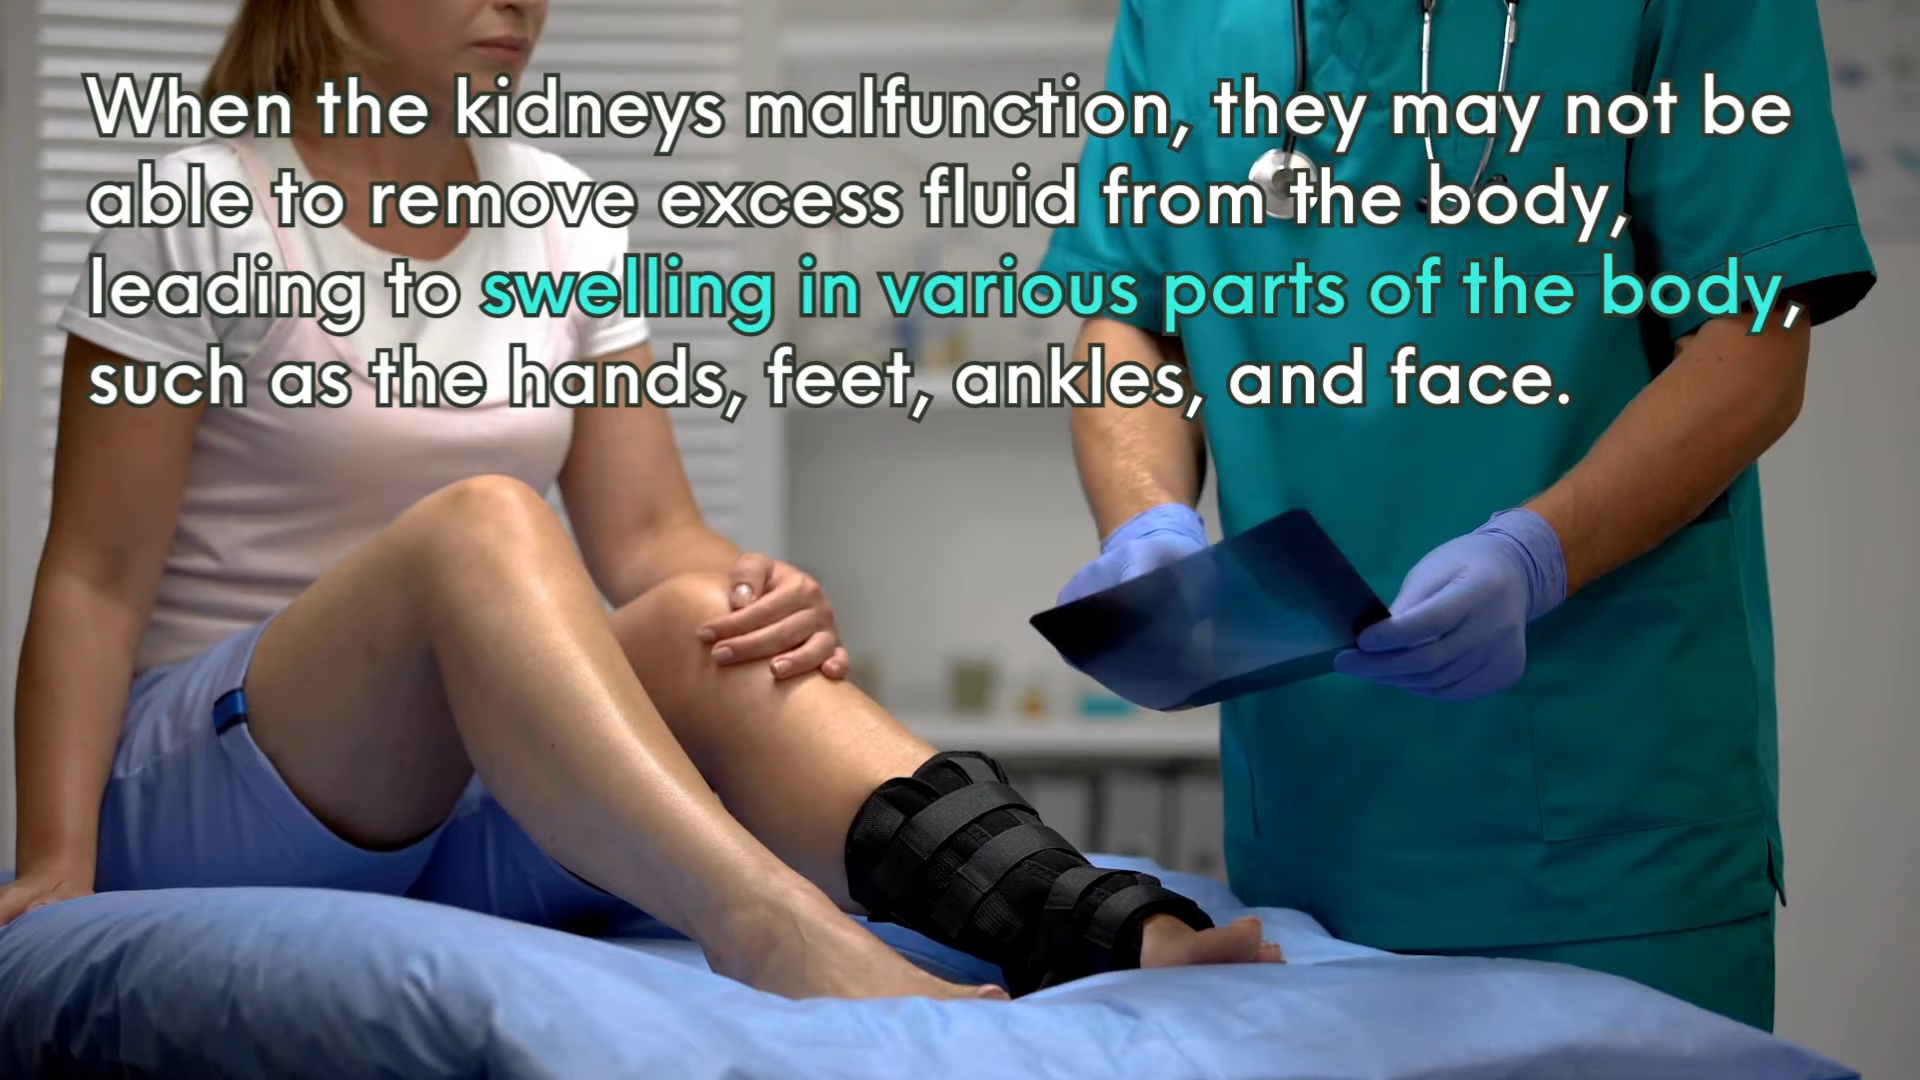 When the kidneys malfunction, they may not be
able to remove excess fluid from the body,
leading to swelling in various parts of the body,
such as the hands, feet, ankles, and face.